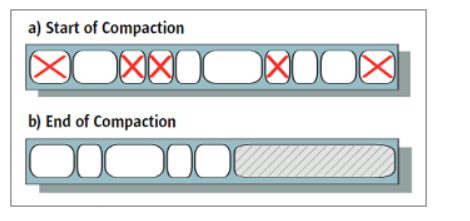 a) Start of Compaction
b) End of Compaction